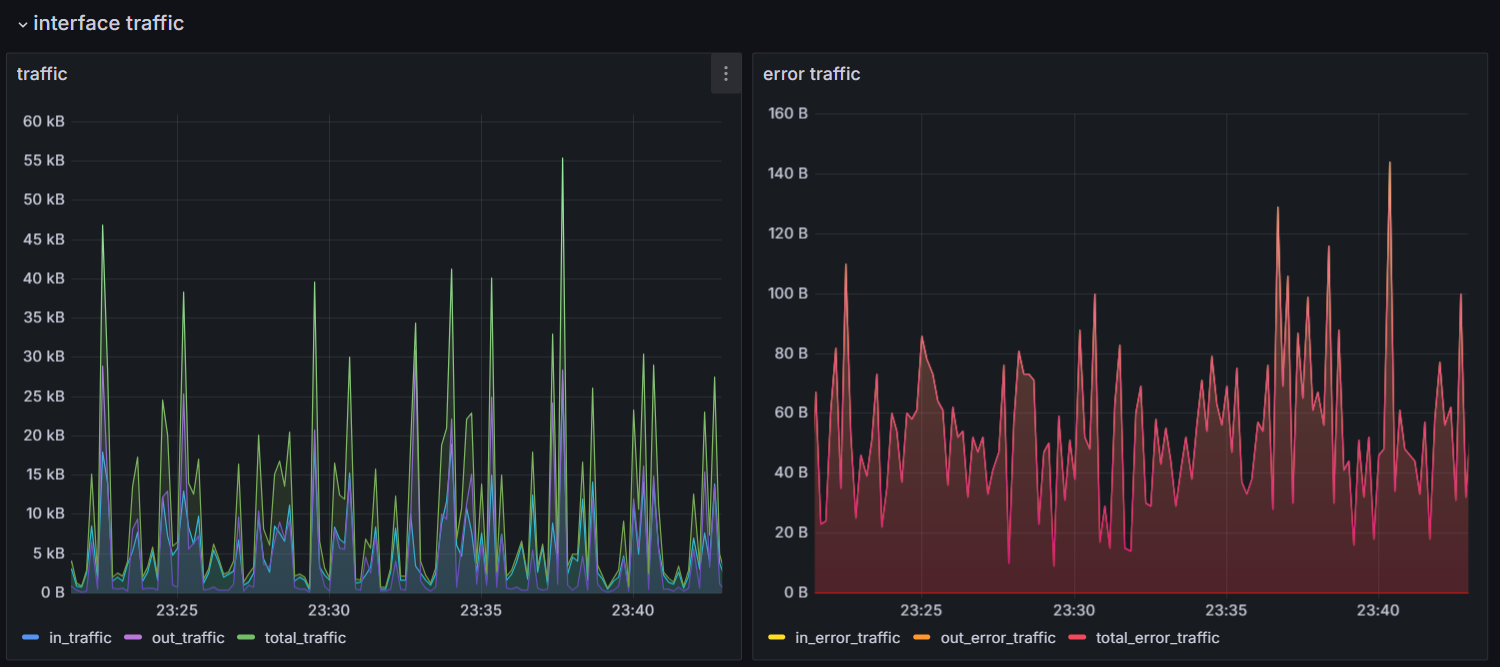 interface traffic
traffic
60 kB
55 kB
50 kB
45 kB
40 kB
35 kB
30 kB
25 kB
20 kB
15 kB
10 kB
5 kB
0 B
23:25 23:30 23:35 23:40
in_traffic out_traffic total_traffic
error traffic
160 B
140 B
120 B
100 B
80 B
60 B
40 B
20 B
0 B
23:25 23:30 23:35 23:40
in_error_traffic out_error_traffic total_error_traffic